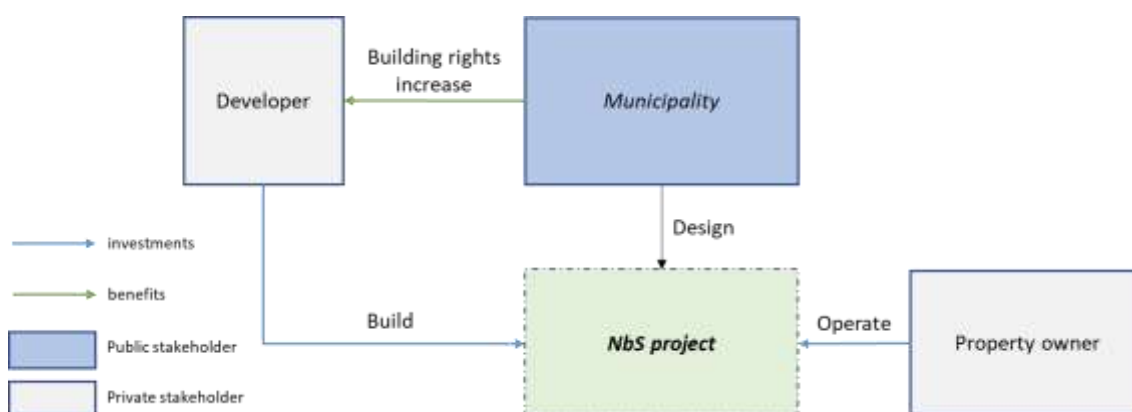 Building rights
increase
Developer
Municipality
Design
investments
benefits
Build
NbS project
Operate
Property owner
Public stakeholder
Private stakeholder